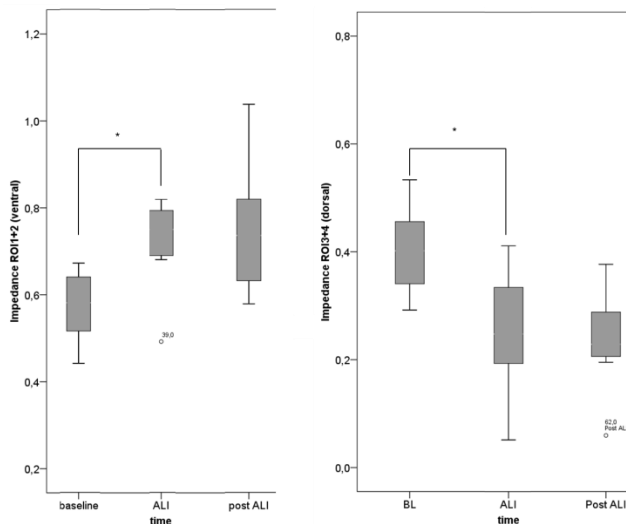 1,2
1,0
0,8
0,6
0,4
0,2
Impedance ROI1+2 (ventral)
*
39,0
baseline ALI post ALI
time
0,8
0,6
0,4
0,2
0,0
Impedance ROI3+4 (dorsal)
*
62,0
Post ALI
BL ALI Post ALI
time